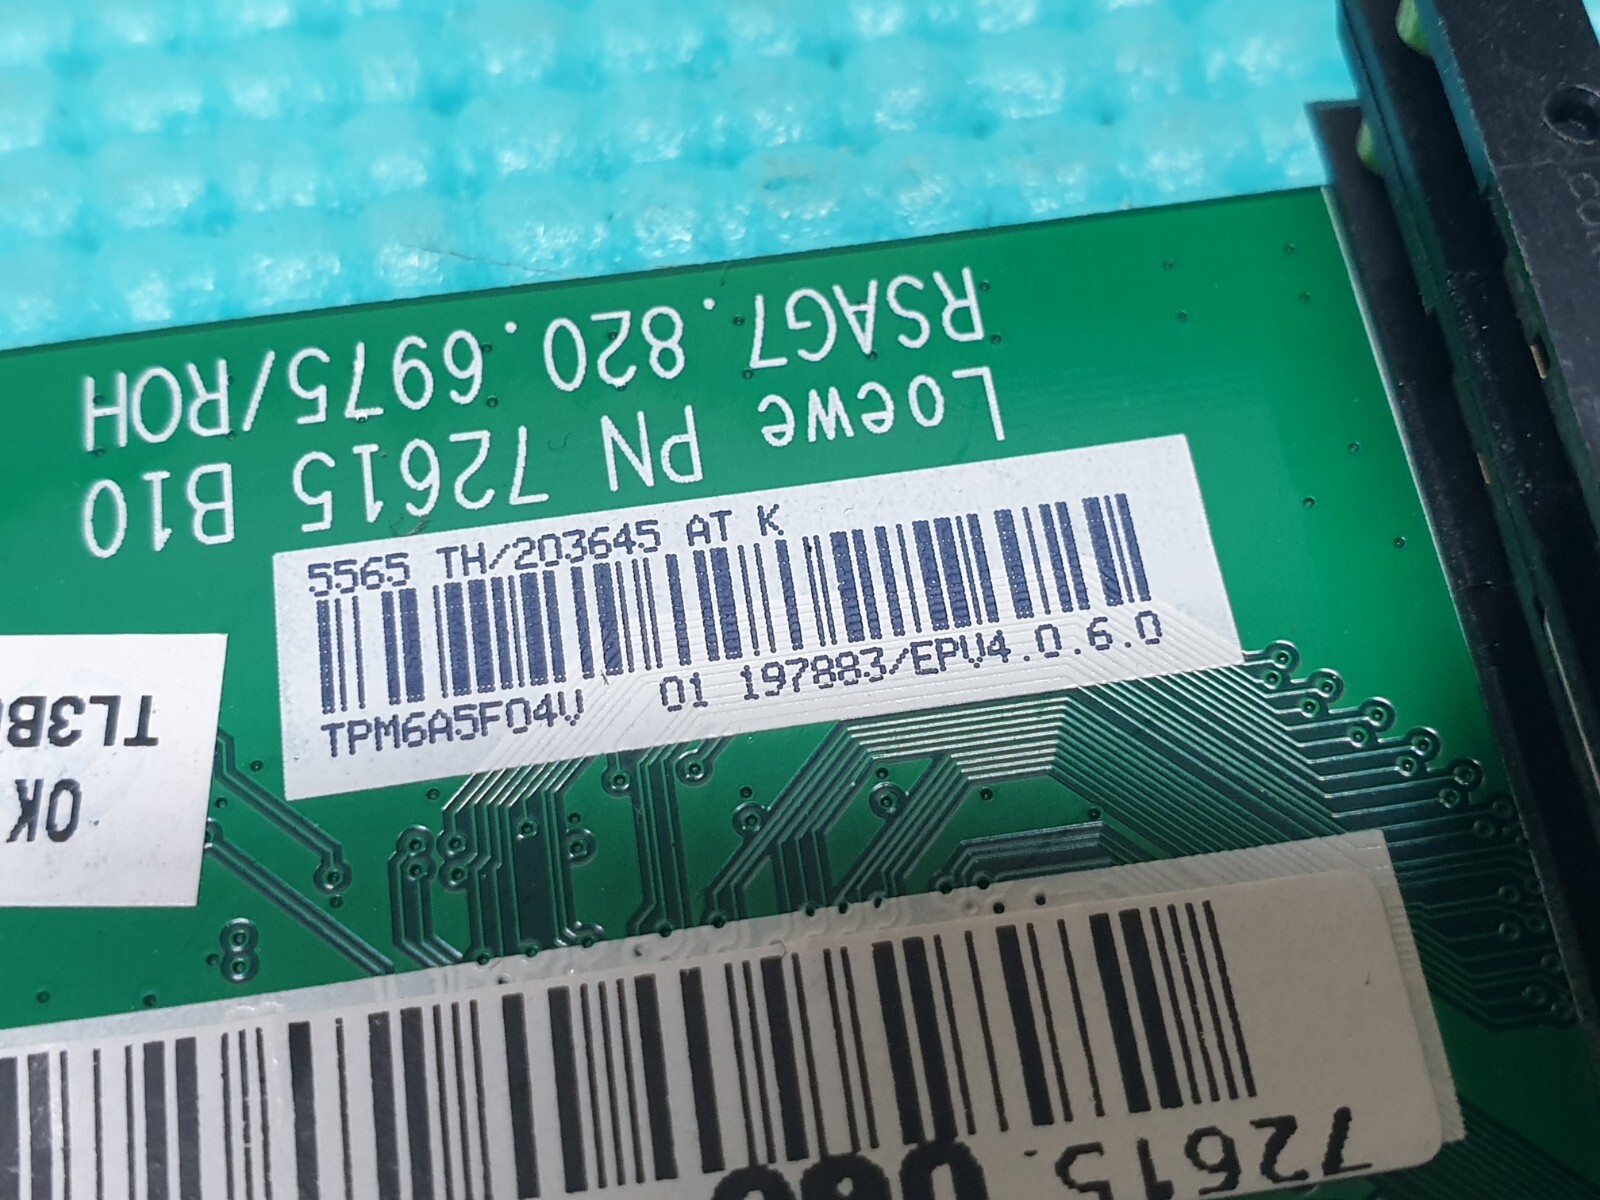 RSAG7.820.6975/ROH
Loewe PN 72615 B10
5565 TH/203645 AT K
TPM6A5F04V 01 197883/EPV4.0.6.0
OK
72615.